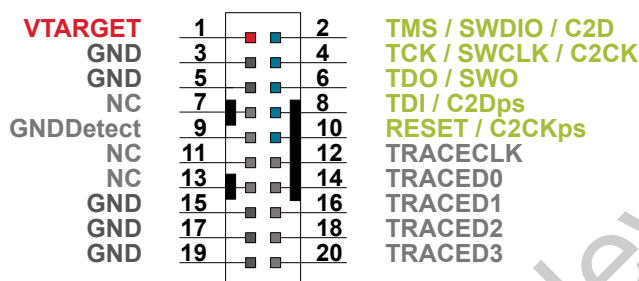 VTARGET 1 2 TMS / SWDIO / C2D
GND 3 4 TCK / SWCLK / C2CK
GND 5 6 TDO / SWO
NC 7 8 TDI / C2Dps
GNDDetect 9 10 RESET / C2CKps
NC 11 12 TRACECLK
NC 13 14 TRACED0
GND 15 16 TRACED1
GND 17 18 TRACED2
GND 19 20 TRACED3